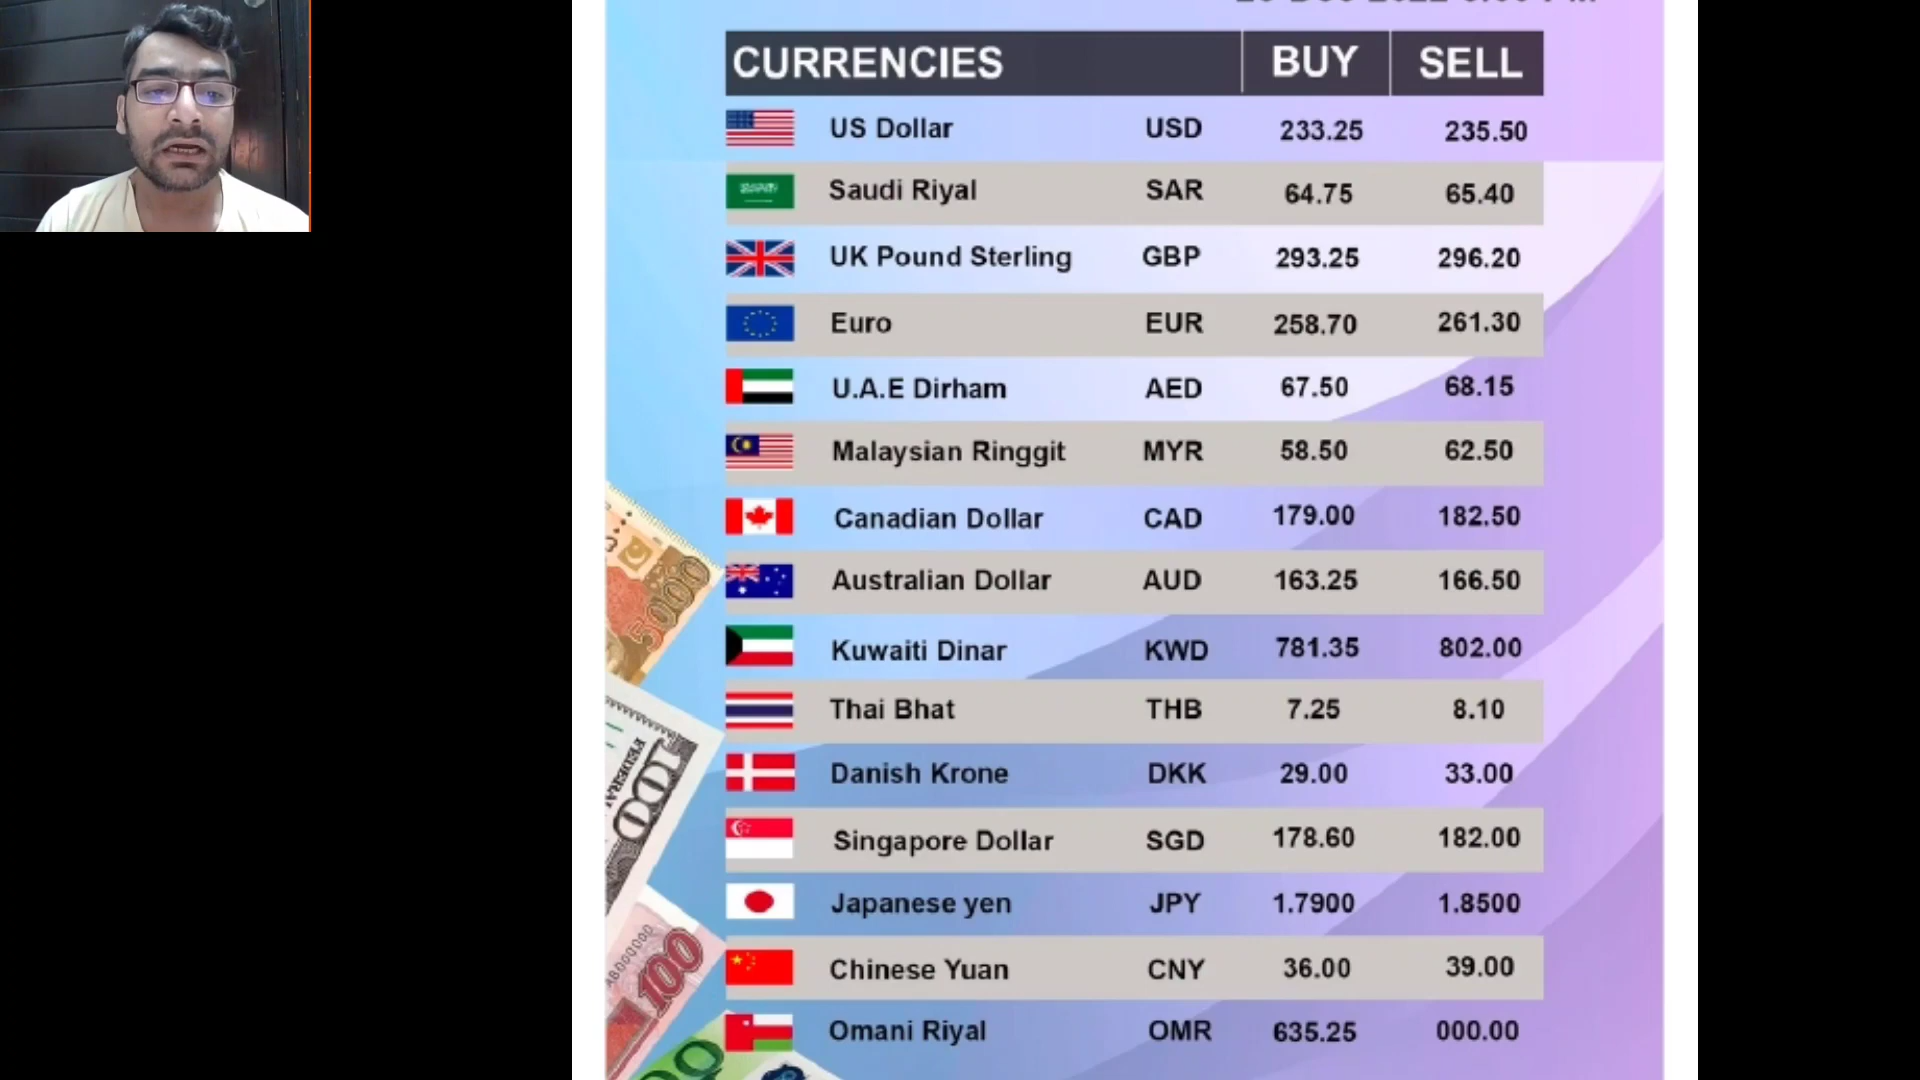 CURRENCIES BUY SELL
US Dollar USD 233.25 235.50
Saudi Riyal SAR 64.75 65.40
UK Pound Sterling GBP 293.25 296.20
Euro EUR 258.70 261.30
U.A.E Dirham AED 67.50 68.15
Malaysian Ringgit MYR 58.50 62.50
Canadian Dollar CAD 179.00 182.50
Australian Dollar AUD 163.25 166.50
Kuwaiti Dinar KWD 781.35 802.00
Thai Bhat THB 7.25 8.10
Danish Krone DKK 29.00 33.00
Singapore Dollar SGD 178.60 182.00
Japanese yen JPY 1.7900 1.8500
Chinese Yuan CNY 36.00 39.00
Omani Riyal OMR 635.25 000.00
5000
FEDERAL
100
100